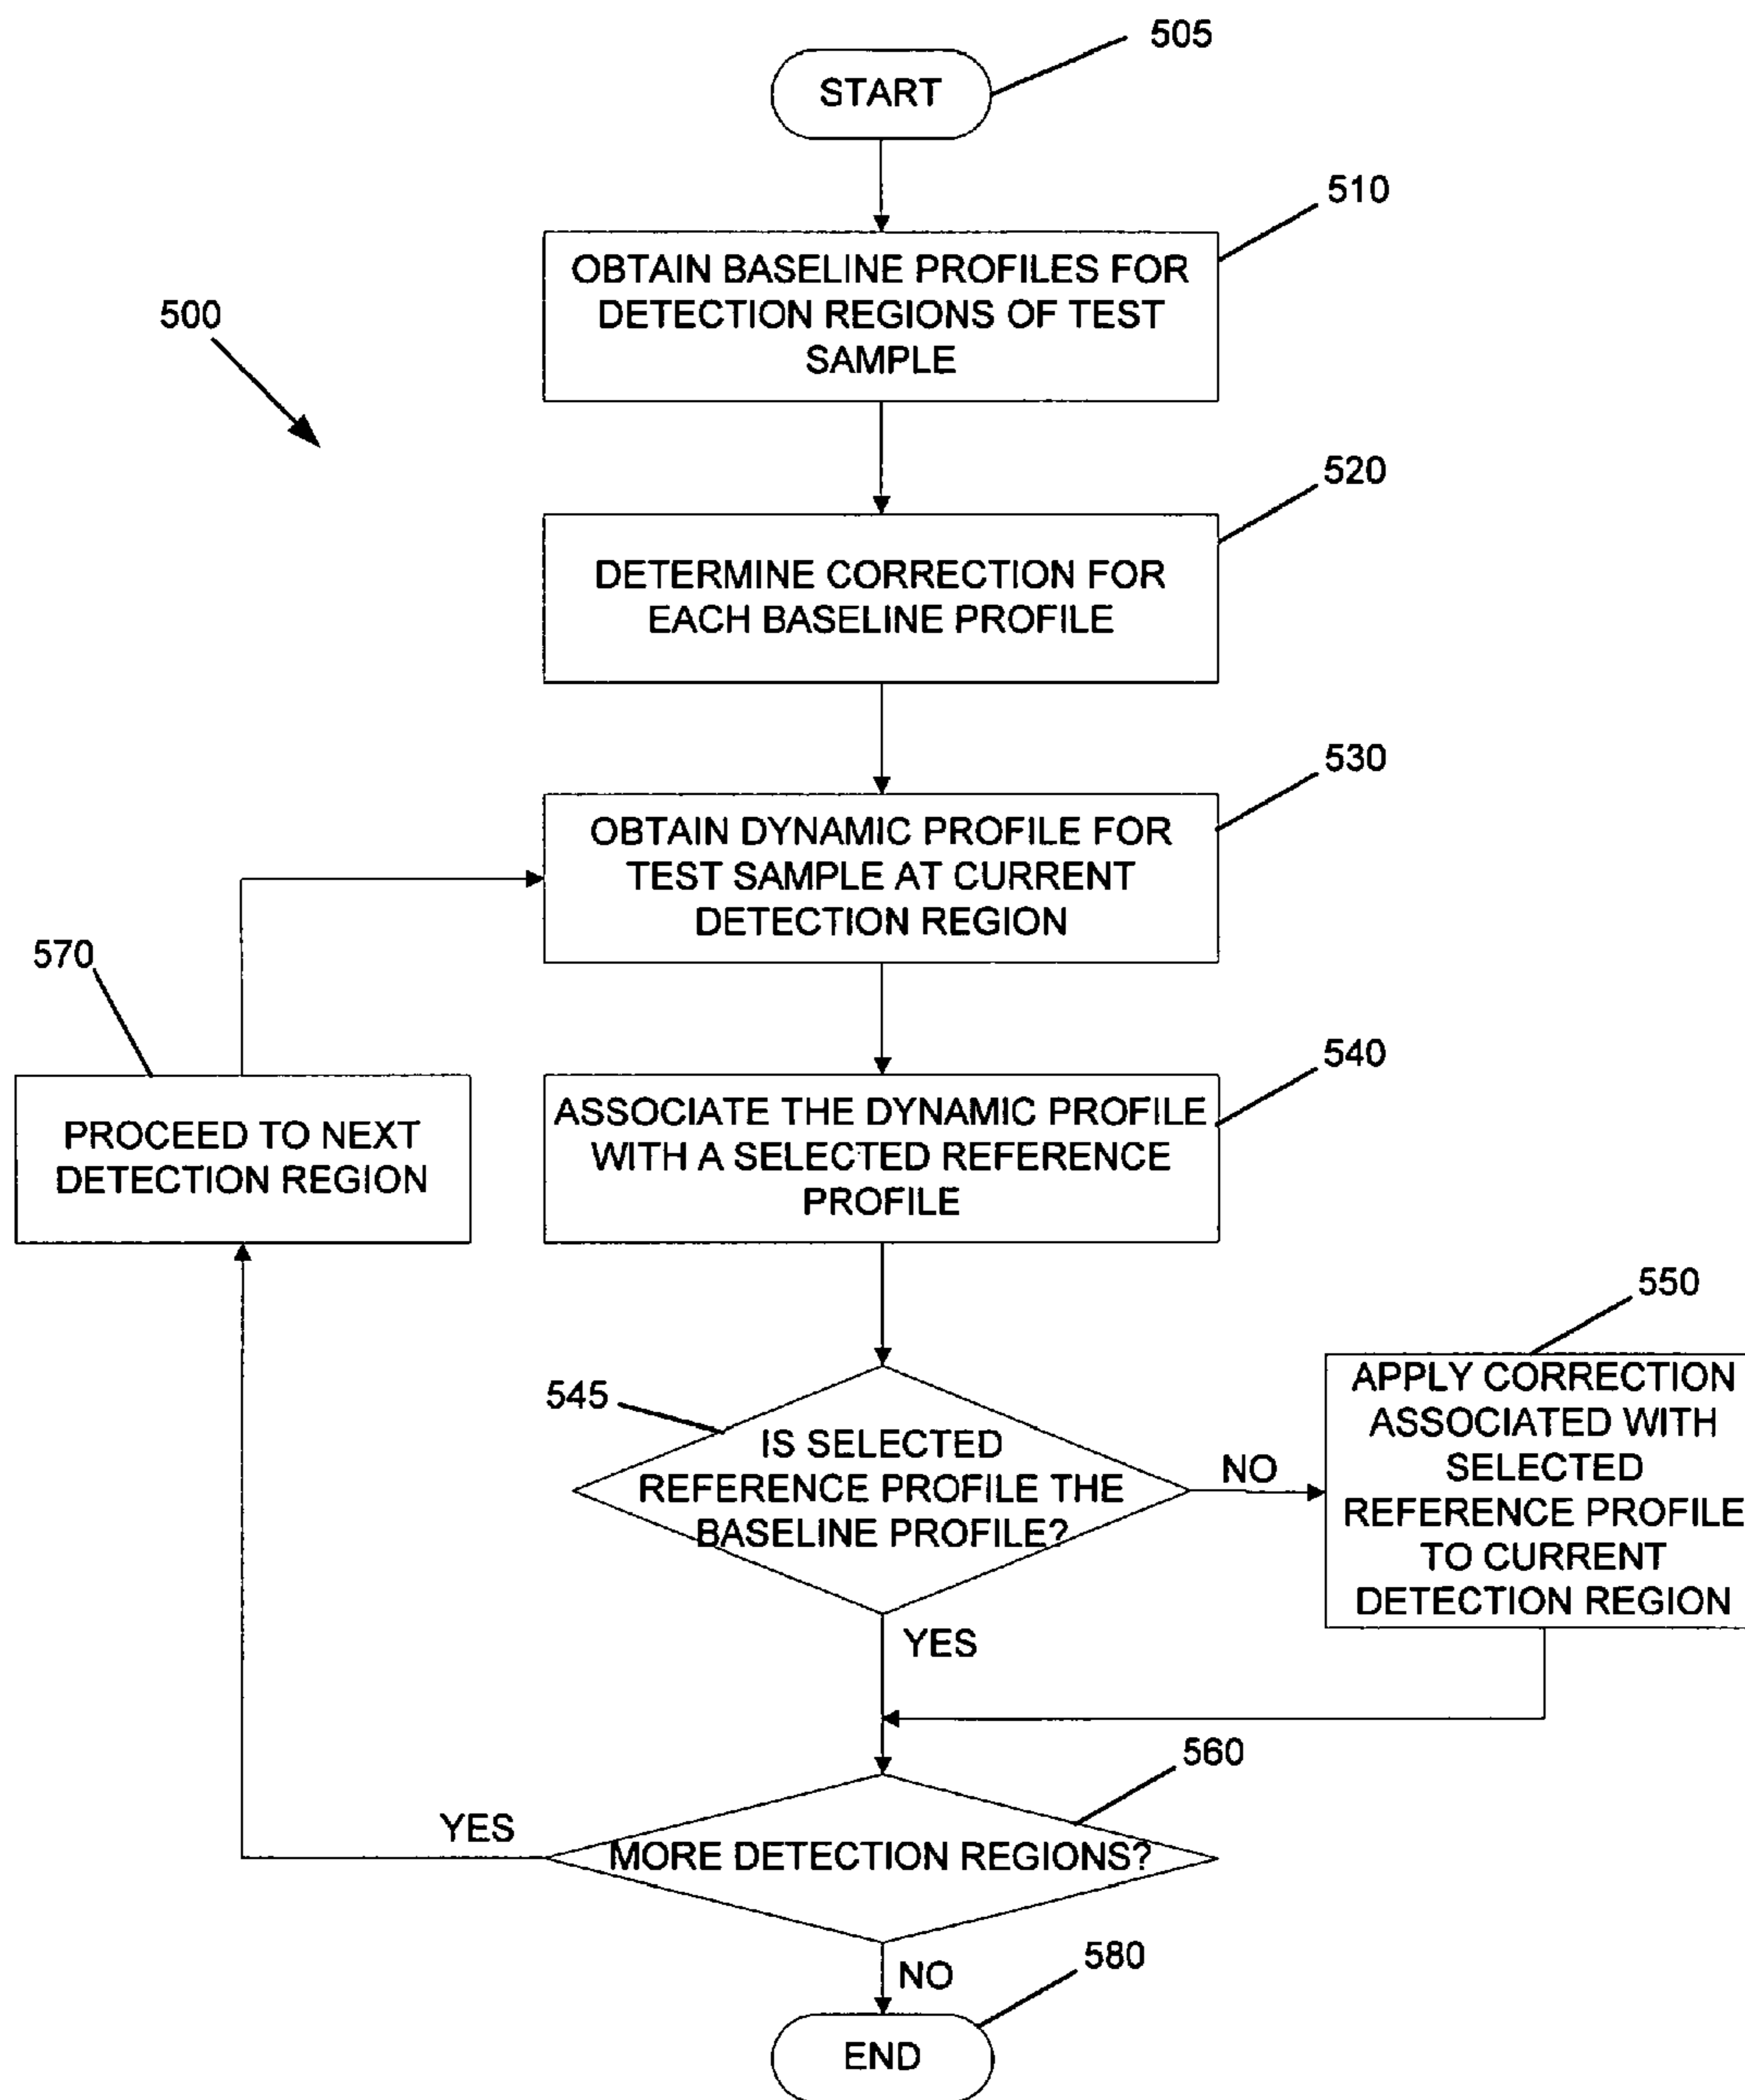 505
START
510
OBTAIN BASELINE PROFILES FOR
DETECTION REGIONS OF TEST
SAMPLE
500
520
DETERMINE CORRECTION FOR
EACH BASELINE PROFILE
530
OBTAIN DYNAMIC PROFILE FOR
TEST SAMPLE AT CURRENT
DETECTION REGION
570
540
PROCEED TO NEXT
DETECTION REGION
ASSOCIATE THE DYNAMIC PROFILE
WITH A SELECTED REFERENCE
PROFILE
550
545
IS SELECTED
REFERENCE PROFILE THE
BASELINE PROFILE?
NO
APPLY CORRECTION
ASSOCIATED WITH
SELECTED
REFERENCE PROFILE
TO CURRENT
DETECTION REGION
YES
560
YES
MORE DETECTION REGIONS?
NO
580
END